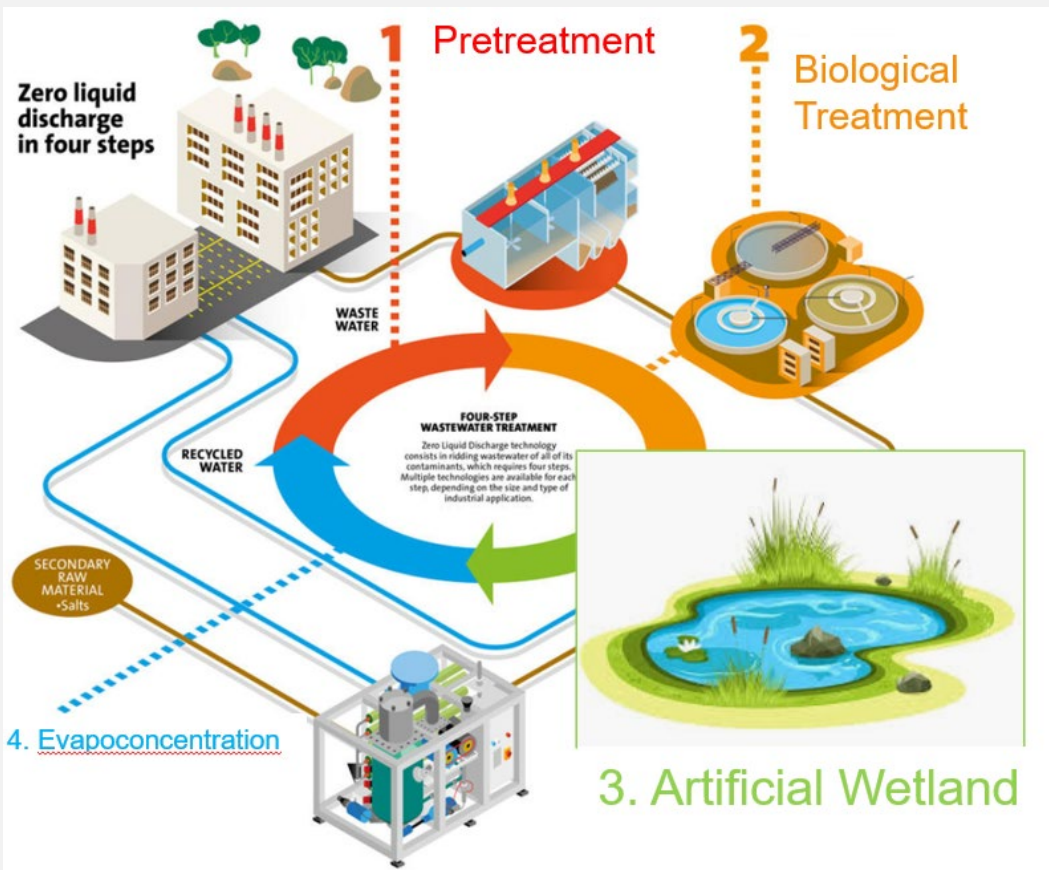 Zero liquid
discharge
in four steps
1
Pretreatment
2
Biological
Treatment
WASTE
WATER
RECYCLED
WATER
FOUR-STEP
WASTEWATER TREATMENT
Zero Liquid Discharge technology
consists in ridding wastewater of all of its
contaminants, which requires four steps.
Multiple technologies are available for each
step, depending on the size and type of
industrial application.
SECONDARY
RAW
MATERIAL
•Salts
4. Evapoconcentration
3. Artificial Wetland